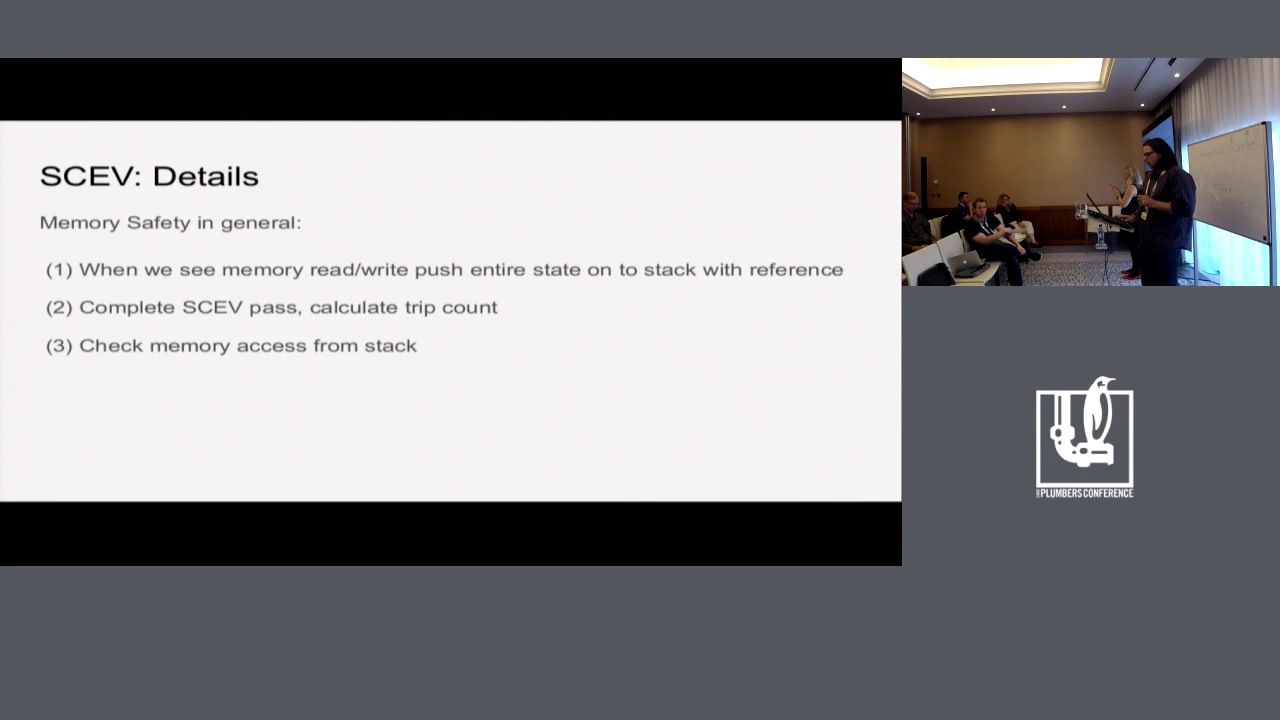 SCEV: Details
Memory Safety in general:
(1) When we see memory read/write push entire state on to stack with reference
(2) Complete SCEV pass, calculate trip count
(3) Check memory access from stack
PLUMBERS CONFERENCE